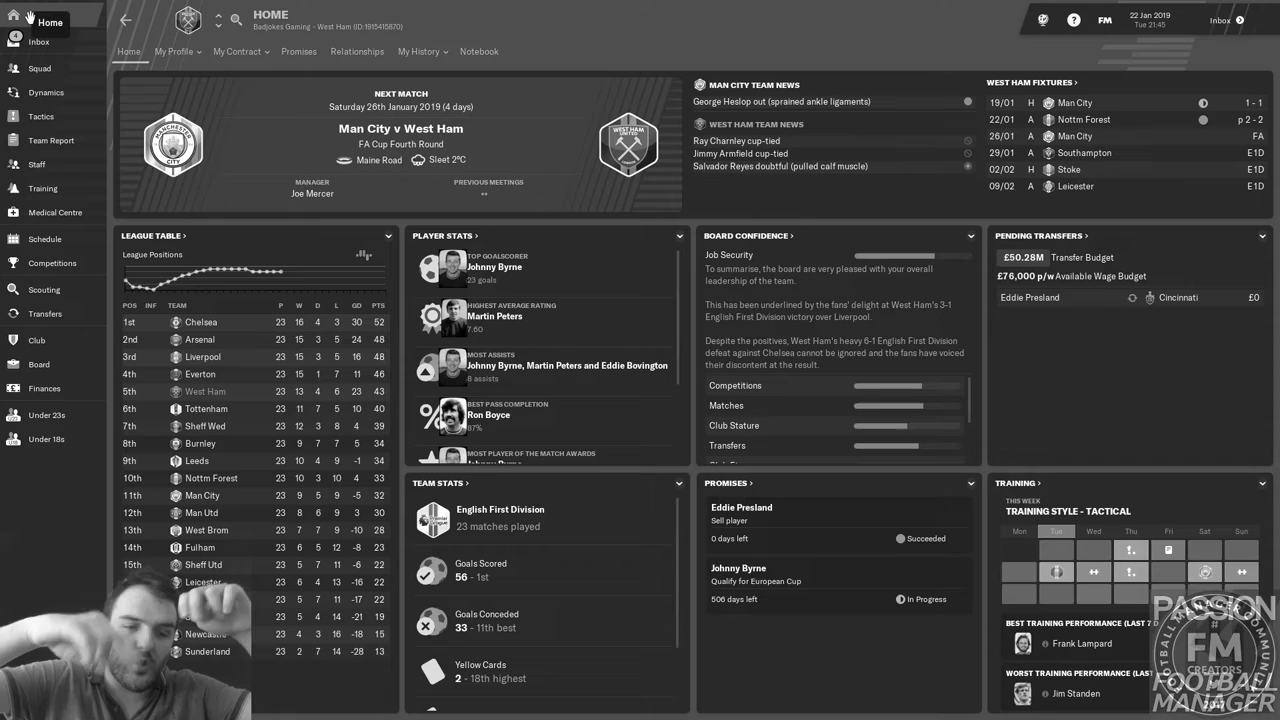 Home
HOME
Badjokes Gaming - West Ham (ID:1915415870)
22 Jan 2019
Tue 21:45
FM
Inbox
4
Inbox
Squad
Dynamics
Tactics
Team Report
Staff
Training
Medical Centre
Schedule
Competitions
Scouting
Transfers
Club
Board
Finances
Under 23s
Under 18s
Home
My Profile
My Contract
Promises
Relationships
My History
Notebook
NEXT MATCH
Saturday 26th January 2019 (4 days)
Man City v West Ham
FA Cup Fourth Round
Maine Road
Sleet 2ºC
MANAGER
PREVIOUS MEETINGS
Joe Mercer
--
MAN CITY TEAM NEWS
George Heslop out (sprained ankle ligaments)
WEST HAM TEAM NEWS
Ray Charnley cup-tied
Jimmy Armfield cup-tied
Salvador Reyes doubtful (pulled calf muscle)
WEST HAM FIXTURES >
19/01 H Man City 1 - 1
22/01 A Nottm Forest p 2 - 2
26/01 A Man City FA
29/01 A Southampton E1D
02/02 H Stoke E1D
09/02 A Leicester E1D
LEAGUE TABLE >
League Positions
POS INF TEAM P W D L GD PTS
1st Chelsea 23 16 4 3 30 52
2nd Arsenal 23 15 3 5 24 48
3rd Liverpool 23 15 3 5 16 48
4th Everton 23 15 1 7 11 46
5th West Ham 23 13 4 6 23 43
6th Tottenham 23 11 7 5 10 40
7th Sheff Wed 23 12 3 8 4 39
8th Burnley 23 9 7 7 5 34
9th Leeds 23 10 4 9 -1 34
10th Nottm Forest 23 10 3 10 4 33
11th Man City 23 9 5 9 -5 32
12th Man Utd 23 8 6 9 3 30
13th West Brom 23 7 7 9 -10 28
14th Fulham 23 6 5 12 -8 23
15th Sheff Utd 23 5 7 11 -6 22
Leicester 23 6 4 13 -16 22
23 5 7 11 -17 22
23 5 4 14 -21 19
Newcastle 23 4 3 16 -18 15
Sunderland 23 2 7 14 -28 13
PLAYER STATS >
TOP GOALSCORER
Johnny Byrne
23 goals
HIGHEST AVERAGE RATING
Martin Peters
7.60
MOST ASSISTS
Johnny Byrne, Martin Peters and Eddie Bovington
8 assists
BEST PASS COMPLETION
Ron Boyce
87%
MOST PLAYER OF THE MATCH AWARDS
BOARD CONFIDENCE >
Job Security
To summarise, the board are very pleased with your overall
leadership of the team.
This has been underlined by the fans' delight at West Ham's 3-1
English First Division victory over Liverpool.
Despite the positives, West Ham's heavy 6-1 English First Division
defeat against Chelsea cannot be ignored and the fans have voiced
their discontent at the result.
Competitions
Matches
Club Stature
Transfers
PENDING TRANSFERS >
£50.28M Transfer Budget
£76,000 p/w Available Wage Budget
Eddie Presland Cincinnati £0
TEAM STATS >
English First Division
23 matches played
Goals Scored
56 - 1st
Goals Conceded
33 - 11th best
Yellow Cards
2 - 18th highest
PROMISES >
Eddie Presland
Sell player
0 days left Succeeded
Johnny Byrne
Qualify for European Cup
506 days left In Progress
TRAINING >
THIS WEEK
TRAINING STYLE - TACTICAL
Mon Tue Wed Thu Fri Sat Sun
BEST TRAINING PERFORMANCE (LAST 7 D
Frank Lampard
WORST TRAINING PERFORMANCE (LAST
Jim Standen
PASSION
#
FM
CREATORS
FOOTBALL MANAGER COMMUNITY
2017
FOOTBALL
MANAGER